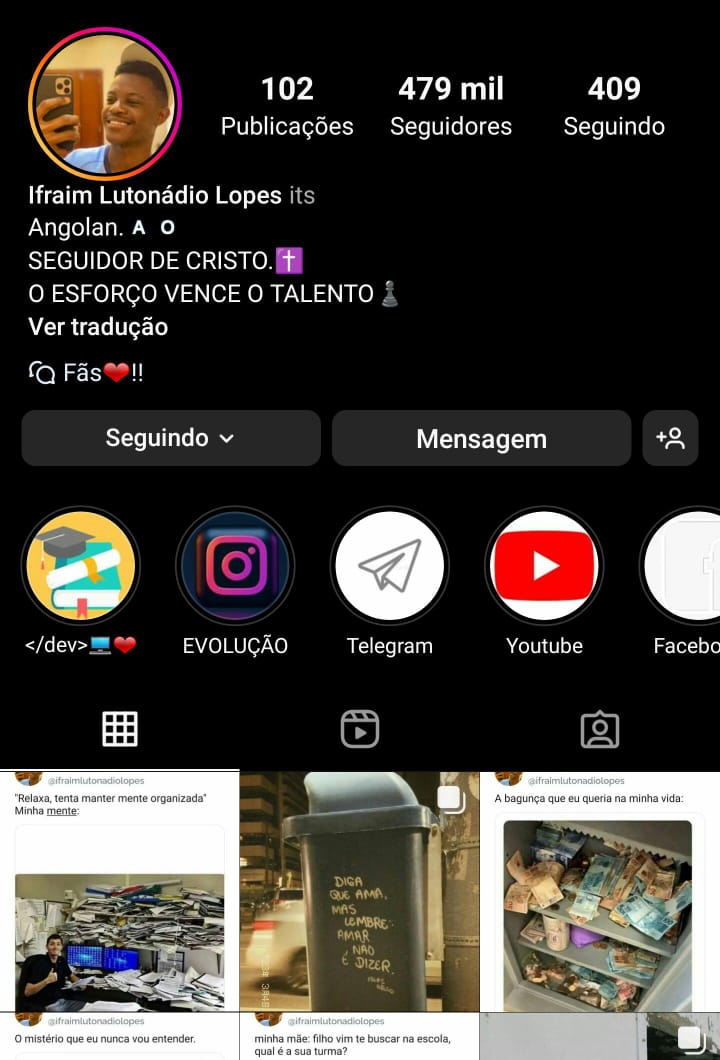 102
479 mil
409
Publicações
Seguidores
Seguindo
Ifraim Lutonádio Lopes its
Angolan. A O
SEGUIDOR DE CRISTO.✝️
O ESFORÇO VENCE O TALENTO♟️
Ver tradução
Fãs❤️!!
Seguindo
Mensagem
</dev>💻❤️
EVOLUÇÃO
Telegram
Youtube
Facebo
@ifraimlutonadiolopes
"Relaxa, tenta manter mente organizada"
Minha mente:
DIGA
QUE AMA,
MAS
LEMBRE:
AMAR
NÃO
É DIZER.
@ifraimlutonadiolopes
A bagunça que eu queria na minha vida:
@ifraimlutonadiolopes
O mistério que eu nunca vou entender.
@ifraimlutonadiolopes
minha mãe: filho vim te buscar na escola,
qual é a sua turma?